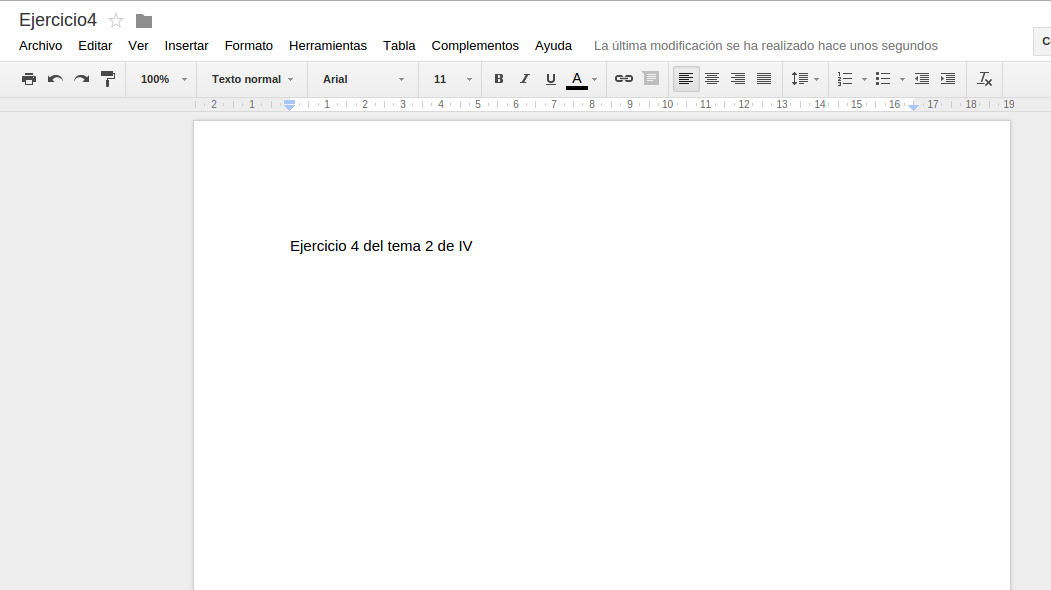 Ejercicio4
Archivo Editar Ver Insertar Formato Herramientas Tabla Complementos Ayuda La última modificación se ha realizado hace unos segundos
100% Texto normal Arial 11 B I U A
2 1 1 2 3 4 5 6 7 8 9 10 11 12 13 14 15 16 17 18 19
Ejercicio 4 del tema 2 de IV